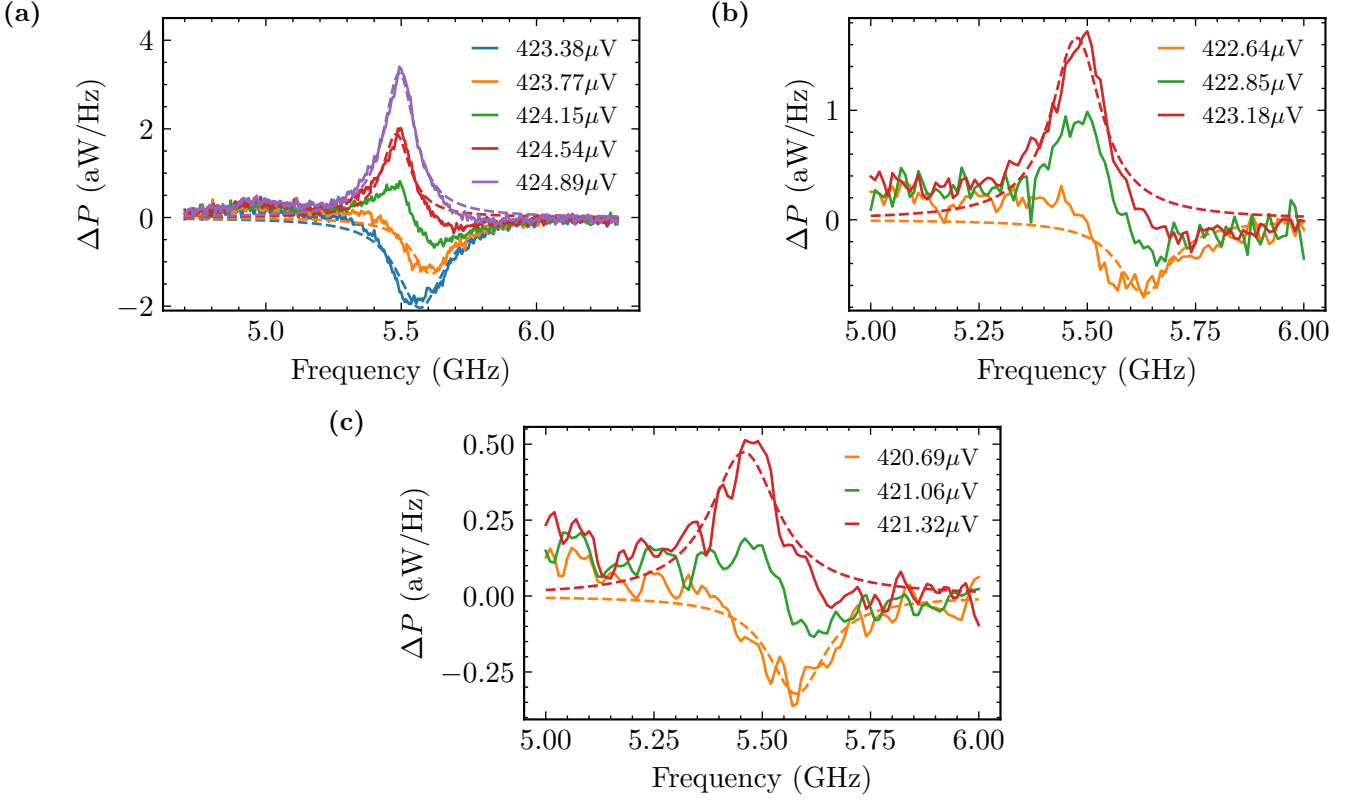 (a)
ΔP (aW/Hz)
4
2
0
−2
5.0
5.5
6.0
Frequency (GHz)
423.38μV
423.77μV
424.15μV
424.54μV
424.89μV
(b)
ΔP (aW/Hz)
1
0
5.00
5.25
5.50
5.75
6.00
Frequency (GHz)
422.64μV
422.85μV
423.18μV
(c)
ΔP (aW/Hz)
0.50
0.25
0.00
−0.25
5.00
5.25
5.50
5.75
6.00
Frequency (GHz)
420.69μV
421.06μV
421.32μV